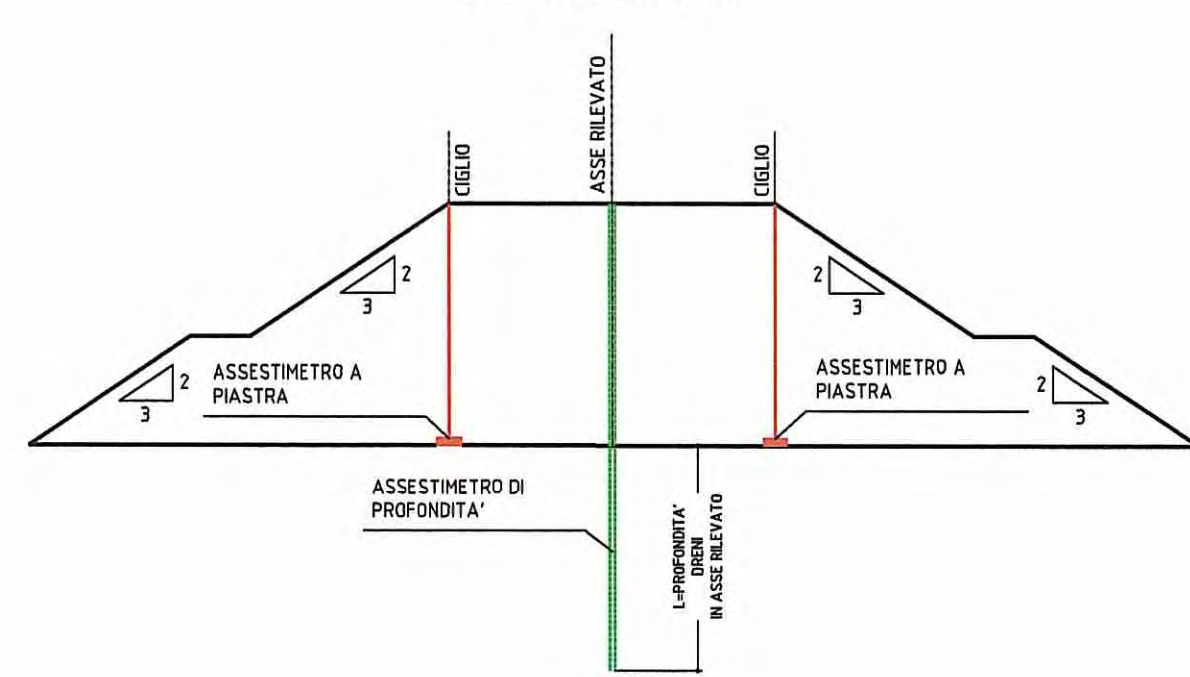 ASSE RILEVATO
CIGLIO
CIGLIO
2
3
2
3
2
3
ASSESTIMETRO A
PIASTRA
ASSESTIMETRO A
PIASTRA
2
3
ASSESTIMETRO DI
PROFONDITA'
L=PROFONDITA'
DRENI
IN ASSE RILEVATO